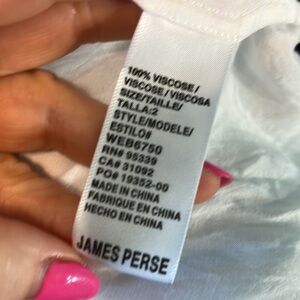 100% VISCOSE/
VISCOSE/VISCOSA
SIZE/TAILLE/
TALLA:2
STYLE/MODELE/
ESTILO#
WEB6750
RN# 95339
CA# 31092
PO# 19352-00
MADE IN CHINA
FABRIQUE EN CHINA
HECHO EN CHINA
JAMES PERSE